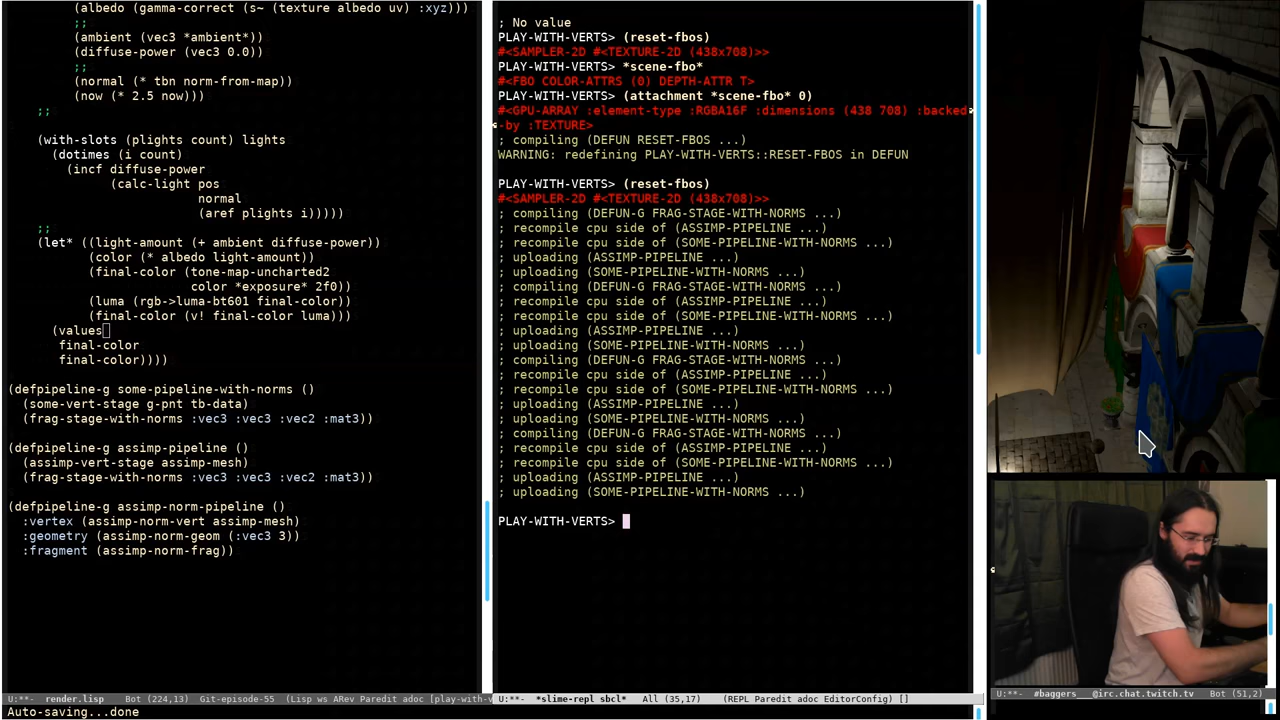 (albedo (gamma-correct (s~ (texture albedo uv) :xyz)))
;;
(ambient (vec3 *ambient*))
(diffuse-power (vec3 0.0))
;;
(normal (* tbn norm-from-map))
(now (* 2.5 now)))
;;
(with-slots (plights count) lights
(dotimes (i count)
(incf diffuse-power
(calc-light pos
normal
(aref plights i)))))
;;
(let* ((light-amount (+ ambient diffuse-power))
(color (* albedo light-amount))
(final-color (tone-map-uncharted2
color *exposure* 2f0))
(luma (rgb->luma-bt601 final-color))
(final-color (v! final-color luma)))
(values
final-color
final-color))))
(defpipeline-g some-pipeline-with-norms ()
(some-vert-stage g-pnt tb-data)
(frag-stage-with-norms :vec3 :vec3 :vec2 :mat3))
(defpipeline-g assimp-pipeline ()
(assimp-vert-stage assimp-mesh)
(frag-stage-with-norms :vec3 :vec3 :vec2 :mat3))
(defpipeline-g assimp-norm-pipeline ()
:vertex (assimp-norm-vert assimp-mesh)
:geometry (assimp-norm-geom (:vec3 3))
:fragment (assimp-norm-frag))
U:**-  render.lisp    Bot (224,13)  Git-episode-55  (Lisp ws ARev Paredit adoc [play-with-v
Auto-saving...done
; No value
PLAY-WITH-VERTS> (reset-fbos)
#<SAMPLER-2D #<TEXTURE-2D (438x708)>>
PLAY-WITH-VERTS> *scene-fbo*
#<FBO COLOR-ATTRS (0) DEPTH-ATTR T>
PLAY-WITH-VERTS> (attachment *scene-fbo* 0)
#<GPU-ARRAY :element-type :RGBA16F :dimensions (438 708) :backed
-by :TEXTURE>
; compiling (DEFUN RESET-FBOS ...)
WARNING: redefining PLAY-WITH-VERTS::RESET-FBOS in DEFUN
PLAY-WITH-VERTS> (reset-fbos)
#<SAMPLER-2D #<TEXTURE-2D (438x708)>>
; compiling (DEFUN-G FRAG-STAGE-WITH-NORMS ...)
; recompile cpu side of (ASSIMP-PIPELINE ...)
; recompile cpu side of (SOME-PIPELINE-WITH-NORMS ...)
; uploading (ASSIMP-PIPELINE ...)
; uploading (SOME-PIPELINE-WITH-NORMS ...)
; compiling (DEFUN-G FRAG-STAGE-WITH-NORMS ...)
; recompile cpu side of (ASSIMP-PIPELINE ...)
; recompile cpu side of (SOME-PIPELINE-WITH-NORMS ...)
; uploading (ASSIMP-PIPELINE ...)
; uploading (SOME-PIPELINE-WITH-NORMS ...)
; compiling (DEFUN-G FRAG-STAGE-WITH-NORMS ...)
; recompile cpu side of (ASSIMP-PIPELINE ...)
; recompile cpu side of (SOME-PIPELINE-WITH-NORMS ...)
; uploading (ASSIMP-PIPELINE ...)
; uploading (SOME-PIPELINE-WITH-NORMS ...)
; compiling (DEFUN-G FRAG-STAGE-WITH-NORMS ...)
; recompile cpu side of (ASSIMP-PIPELINE ...)
; recompile cpu side of (SOME-PIPELINE-WITH-NORMS ...)
; uploading (ASSIMP-PIPELINE ...)
; uploading (SOME-PIPELINE-WITH-NORMS ...)
PLAY-WITH-VERTS>
U:**-  *slime-repl sbcl*   All (35,17)    (REPL Paredit adoc EditorConfig) []
U:**-  #baggers___@irc.chat.twitch.tv  Bot (51,2)